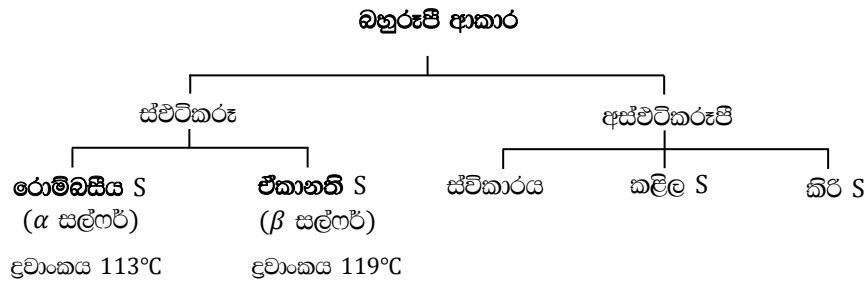 බහුරූපී ආකාර
ස්ඵටිකරූ අස්ඵටිකරූපී
රොම්බසීය S ඒකානති S ස්විකාරය කළිල S කිරි S
(α සල්ෆර්) (β සල්ෆර්)
ද්‍රවාංකය 113°C ද්‍රවාංකය 119°C